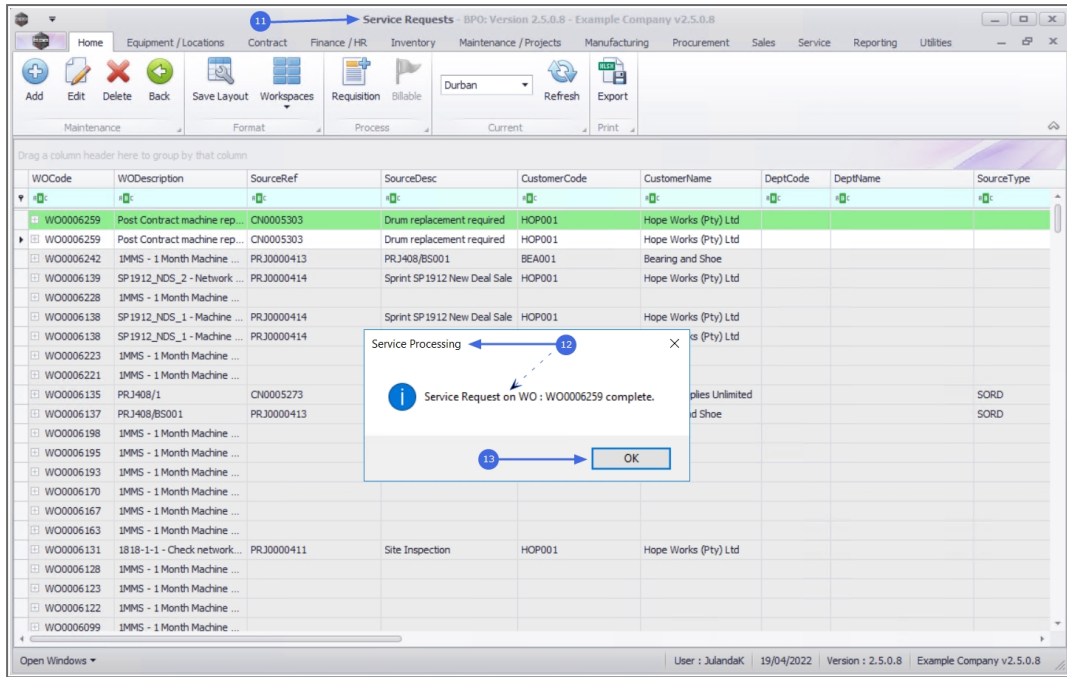 11 Service Requests - BPO: Version 2.5.0.8 - Example Company v2.5.0.8
Home Equipment / Locations Contract Finance / HR Inventory Maintenance / Projects Manufacturing Procurement Sales Service Reporting Utilities
Add Edit Delete Back Save Layout Workspaces Requisition Billable Durban Refresh Export
Maintenance Format Process Current Print
Drag a column header here to group by that column
WOCode WODescription SourceRef SourceDesc CustomerCode CustomerName DeptCode DeptName SourceType
WO0006259 Post Contract machine rep... CN0005303 Drum replacement required HOP001 Hope Works (Pty) Ltd
WO0006259 Post Contract machine rep... CN0005303 Drum replacement required HOP001 Hope Works (Pty) Ltd
WO0006242 1MMS - 1 Month Machine ... PRJ0000413 PRJ408/BS001 BEA001 Bearing and Shoe
WO0006139 SP1912_NDS_2 - Network ... PRJ0000414 Sprint SP1912 New Deal Sale HOP001 Hope Works (Pty) Ltd
WO0006228 1MMS - 1 Month Machine ...
WO0006138 SP1912_NDS_1 - Machine ... PRJ0000414 Sprint SP1912 New Deal Sale HOP001 Hope Works (Pty) Ltd
WO0006138 SP1912_NDS_1 - Machine ... PRJ0000414 ks (Pty) Ltd
Service Processing 12
WO0006223 1MMS - 1 Month Machine ...
WO0006221 1MMS - 1 Month Machine ...
WO0006135 PRJ408/1 CN0005273 plies Unlimited SORD
Service Request on WO : WO0006259 complete.
WO0006137 PRJ408/BS001 PRJ0000413 d Shoe SORD
WO0006198 1MMS - 1 Month Machine ...
WO0006195 1MMS - 1 Month Machine ...
13 OK
WO0006193 1MMS - 1 Month Machine ...
WO0006170 1MMS - 1 Month Machine ...
WO0006167 1MMS - 1 Month Machine ...
WO0006163 1MMS - 1 Month Machine ...
WO0006131 1818-1-1 - Check network... PRJ0000411 Site Inspection HOP001 Hope Works (Pty) Ltd
WO0006128 1MMS - 1 Month Machine ...
WO0006123 1MMS - 1 Month Machine ...
WO0006122 1MMS - 1 Month Machine ...
WO0006099 1MMS - 1 Month Machine ...
Open Windows User : JulandaK 19/04/2022 Version : 2.5.0.8 Example Company v2.5.0.8